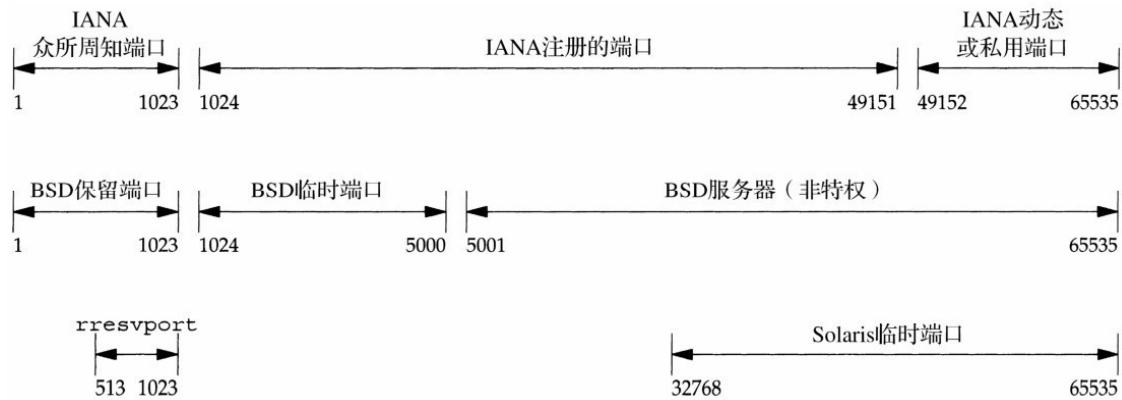 IANA
众所周知端口
IANA注册的端口
IANA动态
或私用端口
1 1023 1024 49151 49152 65535
BSD保留端口 BSD临时端口 BSD服务器（非特权）
1 1023 1024 5000 5001 65535
rresvport
Solaris临时端口
513 1023 32768 65535